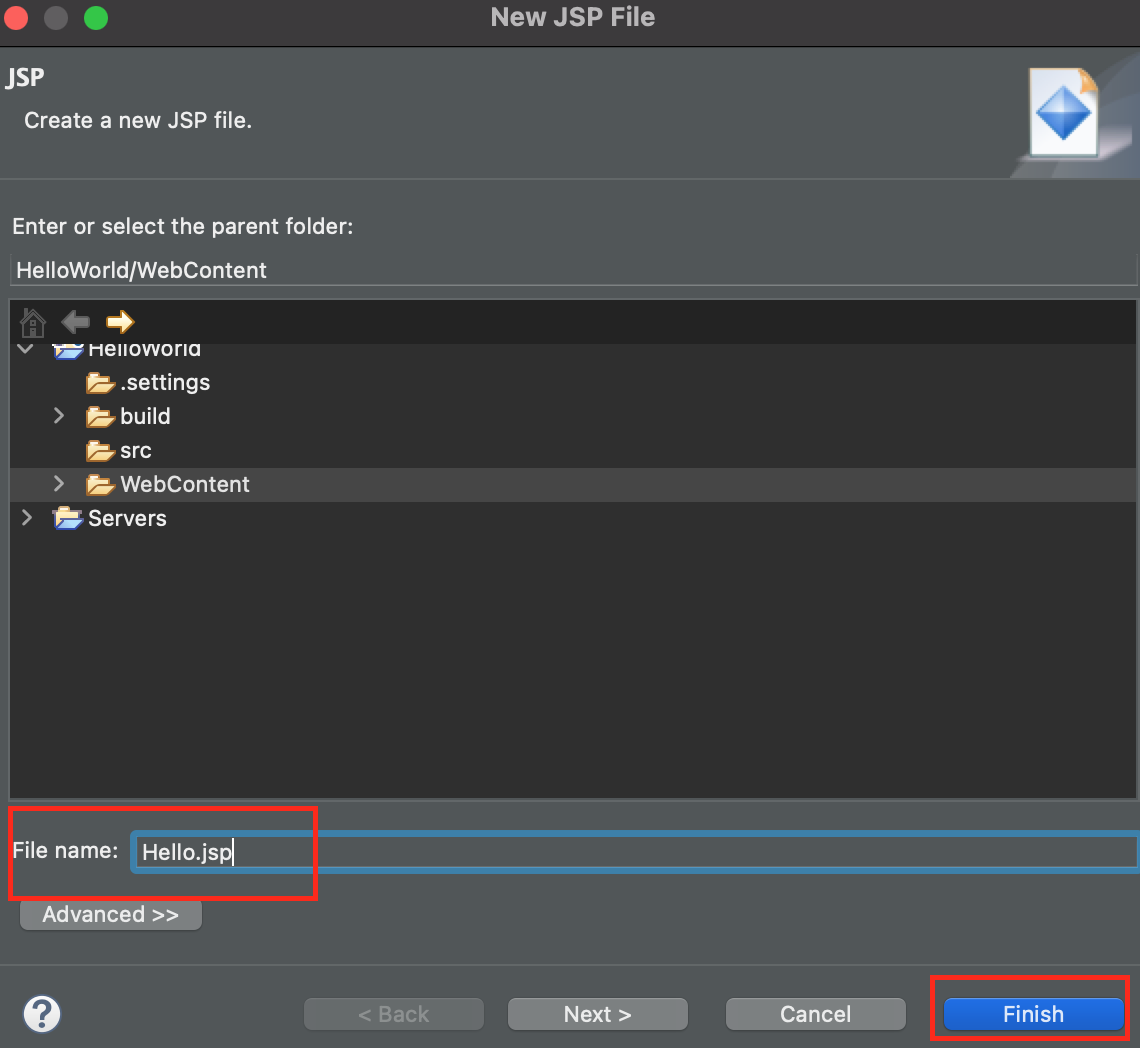 New JSP File
JSP
Create a new JSP file.
Enter or select the parent folder:
HelloWorld/WebContent
HelloWorld
.settings
build
src
WebContent
Servers
File name: Hello.jsp
Advanced >>
? < Back Next > Cancel Finish